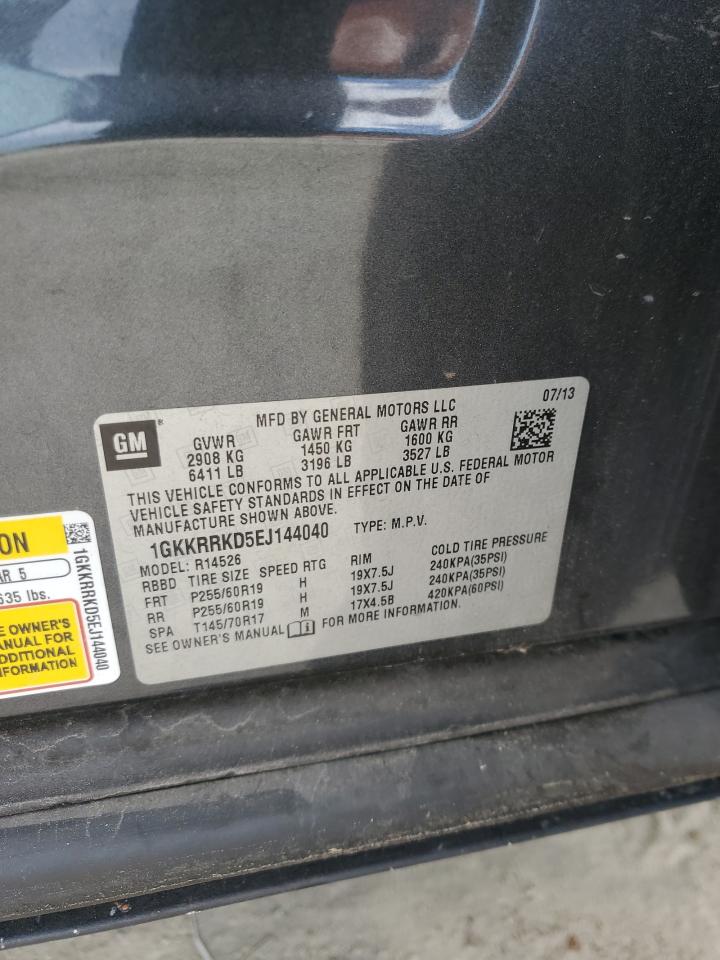 MFD BY GENERAL MOTORS LLC 07/13
GM ®
GVWR GAWR FRT GAWR RR
2908 KG 1450 KG 1600 KG
6411 LB 3196 LB 3527 LB
THIS VEHICLE CONFORMS TO ALL APPLICABLE U.S. FEDERAL MOTOR
VEHICLE SAFETY STANDARDS IN EFFECT ON THE DATE OF
MANUFACTURE SHOWN ABOVE.
1GKKRRKD5EJ144040 TYPE: M.P.V.
MODEL: R14526
RBBD TIRE SIZE SPEED RTG RIM COLD TIRE PRESSURE
FRT P255/60R19 H 19X7.5J 240KPA(35PSI)
RR P255/60R19 H 19X7.5J 240KPA(35PSI)
SPA T145/70R17 M 17X4.5B 420KPA(60PSI)
SEE OWNER'S MANUAL FOR MORE INFORMATION.
ON
AR 5
635 lbs.
E OWNER'S
ANUAL FOR
ADDITIONAL
NFORMATION
1GKKRRKD5EJ144040